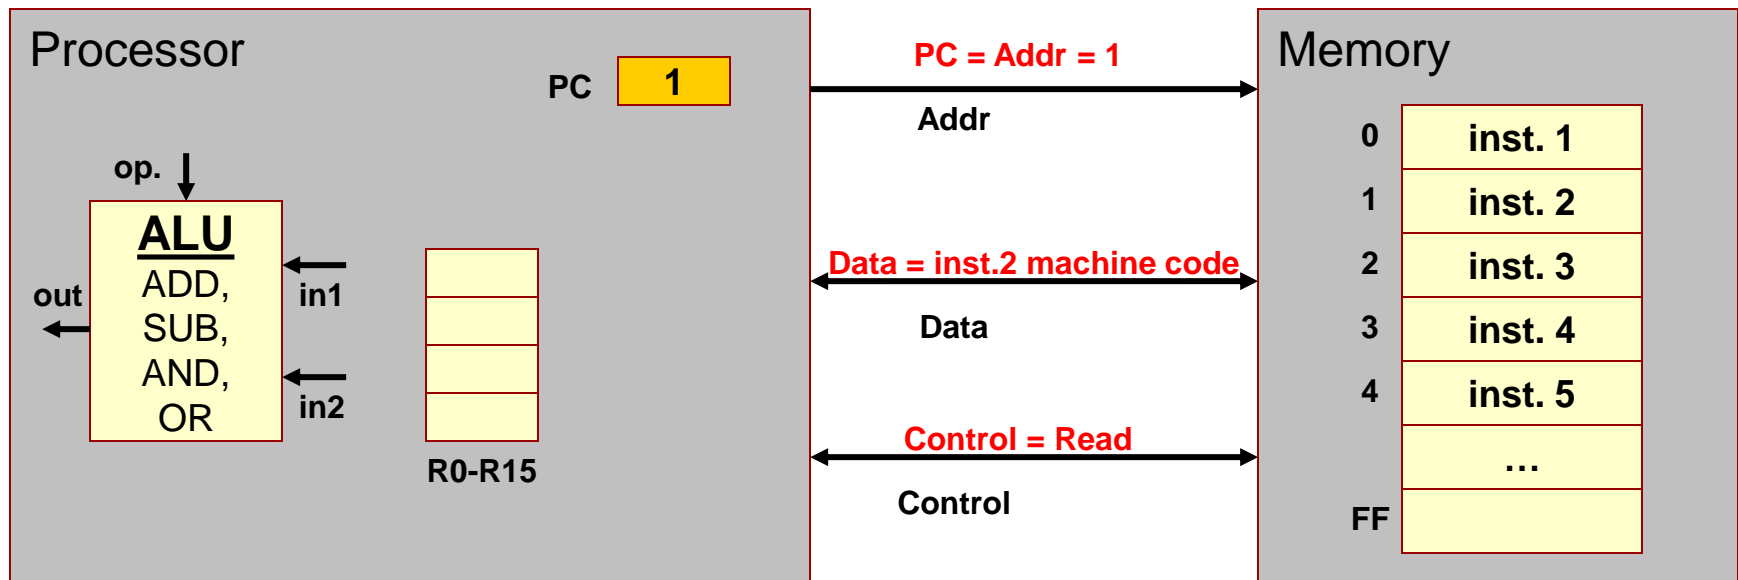 Processor
PC
1
op.
ALU
ADD,
SUB,
AND,
OR
out
in1
in2
R0-R15
PC = Addr = 1
Addr
Data = inst.2 machine code
Data
Control = Read
Control
Memory
0 inst. 1
1 inst. 2
2 inst. 3
3 inst. 4
4 inst. 5
…
FF